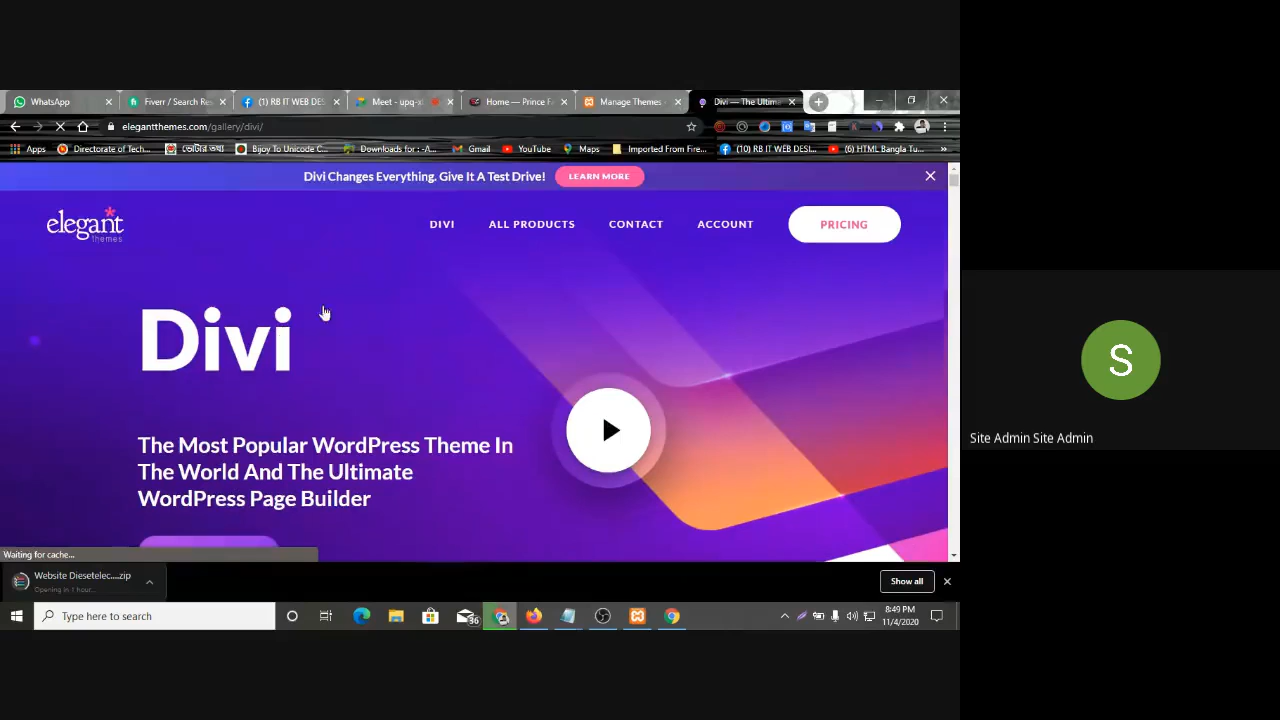 WhatsApp
Fiverr / Search Re
(1) RB IT WEB DES
Meet - upq-x
Home — Prince F
Manage Themes
Divi — The Ultim
elegantthemes.com/gallery/divi/
Apps
Directorate of Tech...
Bijoy To Unicode C...
Downloads for : -A...
Gmail
YouTube
Maps
Imported From Fire...
(10) RB IT WEB DESI...
(6) HTML Bangla Tu...
Divi Changes Everything. Give It A Test Drive!
LEARN MORE
elegant
themes
DIVI
ALL PRODUCTS
CONTACT
ACCOUNT
PRICING
Divi
The Most Popular WordPress Theme In
The World And The Ultimate
WordPress Page Builder
Waiting for cache...
Website Diesetelec....zip
Opening in 1 hour...
Show all
Type here to search
36
8:49 PM
11/4/2020
S
Site Admin Site Admin